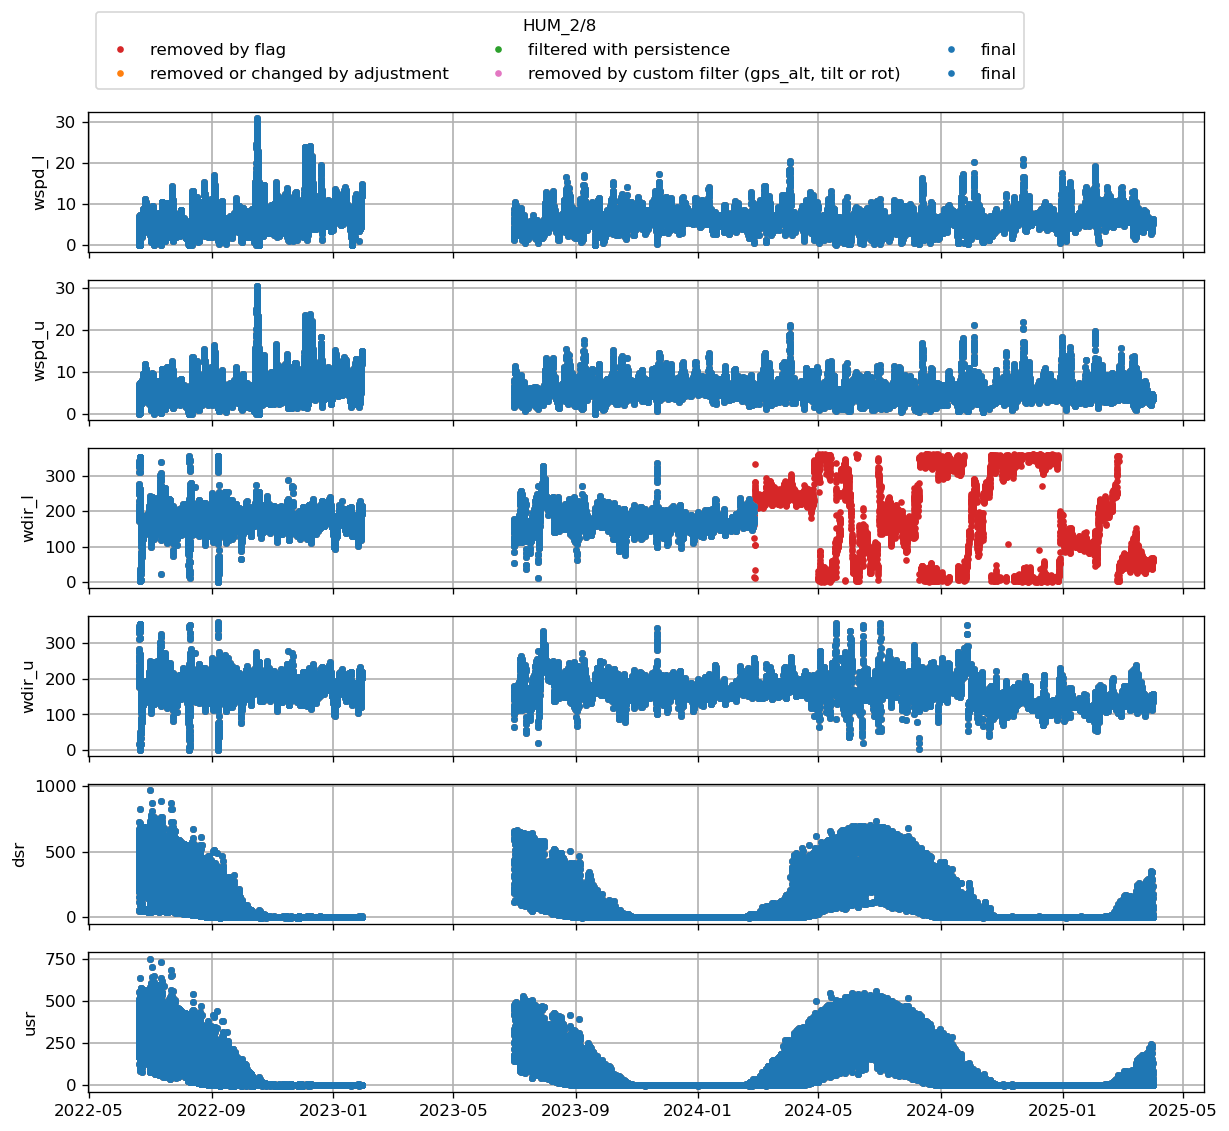 HUM_2/8
removed by flag
filtered with persistence
final
removed or changed by adjustment
removed by custom filter (gps_alt, tilt or rot)
final
wspd_l
30
20
10
0
wspd_u
30
20
10
0
wdir_l
300
200
100
0
wdir_u
300
200
100
0
dsr
1000
500
0
usr
750
500
250
0
2022-05
2022-09
2023-01
2023-05
2023-09
2024-01
2024-05
2024-09
2025-01
2025-05